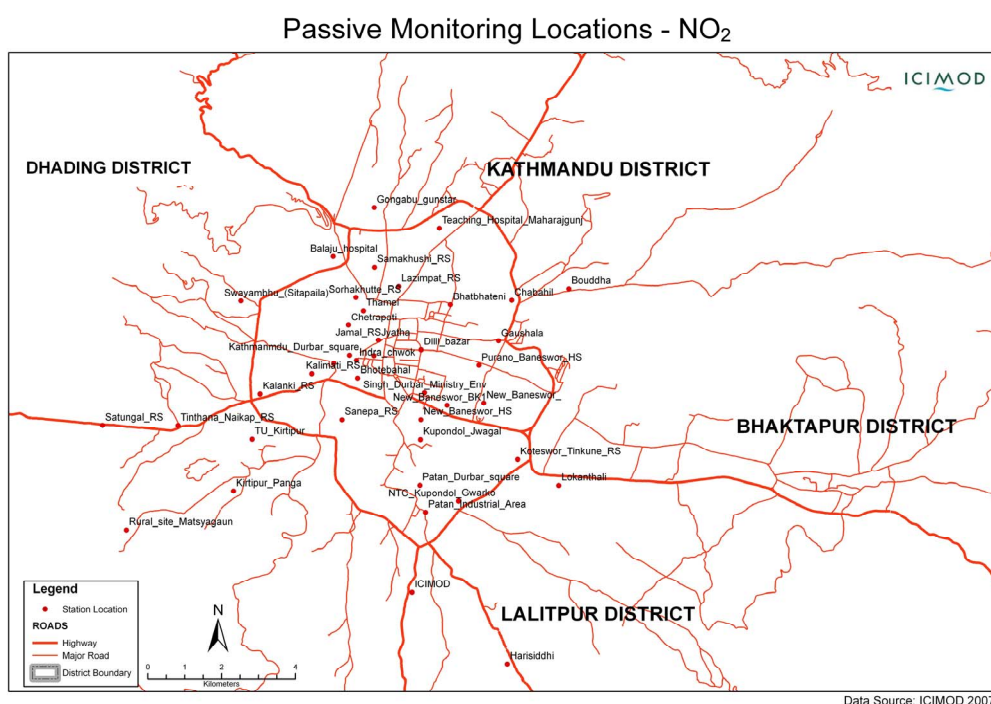 Passive Monitoring Locations - NO₂
ICIMOD
DHADING DISTRICT
KATHMANDU DISTRICT
Gongabu_gunstar
Teaching_Hospital_Maharajgunj
Balaju_hospital
Samakhushi_RS
Lazimpat_RS
Bouddha
Swayambhu_(Sitapaila)
Sorhakhutte_RS
Dhatbhateni
Chabahil
Thamel
Chetrapati
Jamal_RS
Jyatha
Dilli_bazar
Gaushala
Kathmanmdu_Durbar_square
Indra_chwok
Purano_Baneswor_HS
Kalimati_RS
Bhotebahal
Kalanki_RS
Singh_Durbar_Ministry_Env
New_Baneswor_BK1
New_Baneswor_
Satungal_RS
Tinthana_Naikap_RS
Sanepa_RS
New_Baneswor_HS
BHAKTAPUR DISTRICT
TU_Kirtipur
Kupondol_Jwagal
Koteswor_Tinkune_RS
Kirtipur_Panga
Patan_Durbar_square
Lokanthali
NTC_Kupondol_Gwarko
Patan_Industrial_Area
Rural_site_Matsyagaun
ICIMOD
LALITPUR DISTRICT
Harisiddhi
Legend
Station Location
ROADS
Highway
Major Road
District Boundary
N
0 1 2 4
Kilometers
Data Source: ICIMOD 2007